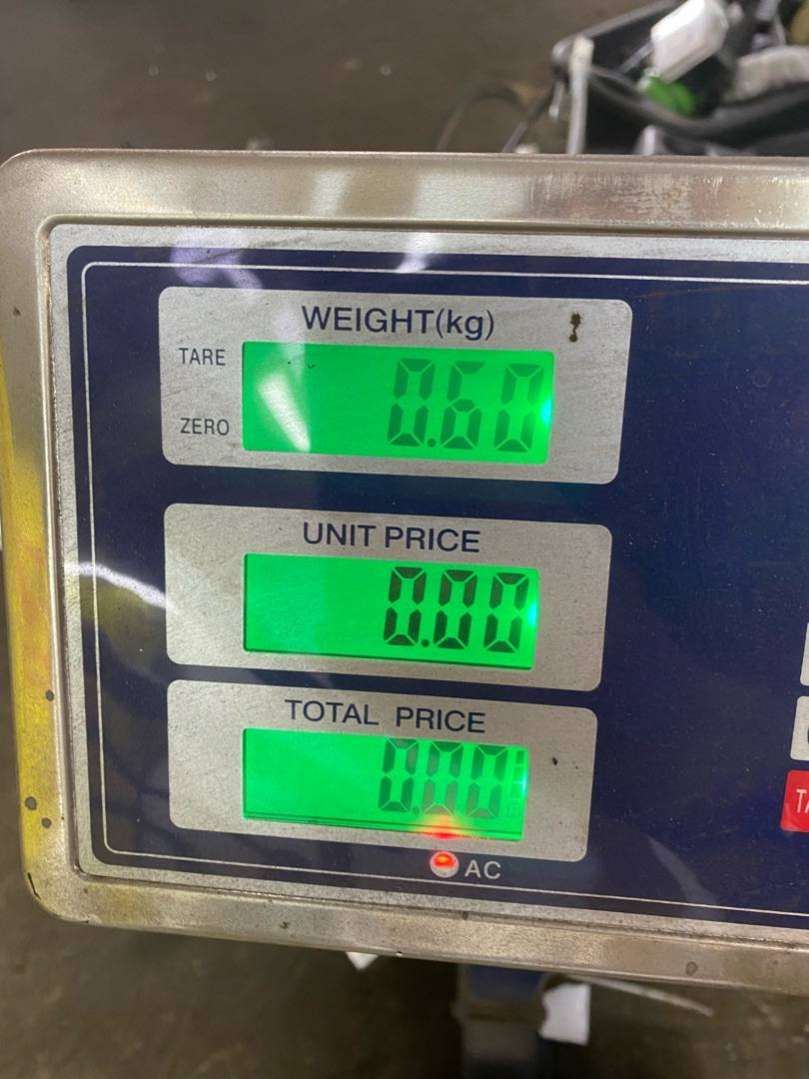 WEIGHT(kg)
TARE
0.60
ZERO
UNIT PRICE
0.00
TOTAL PRICE
0.00
AC